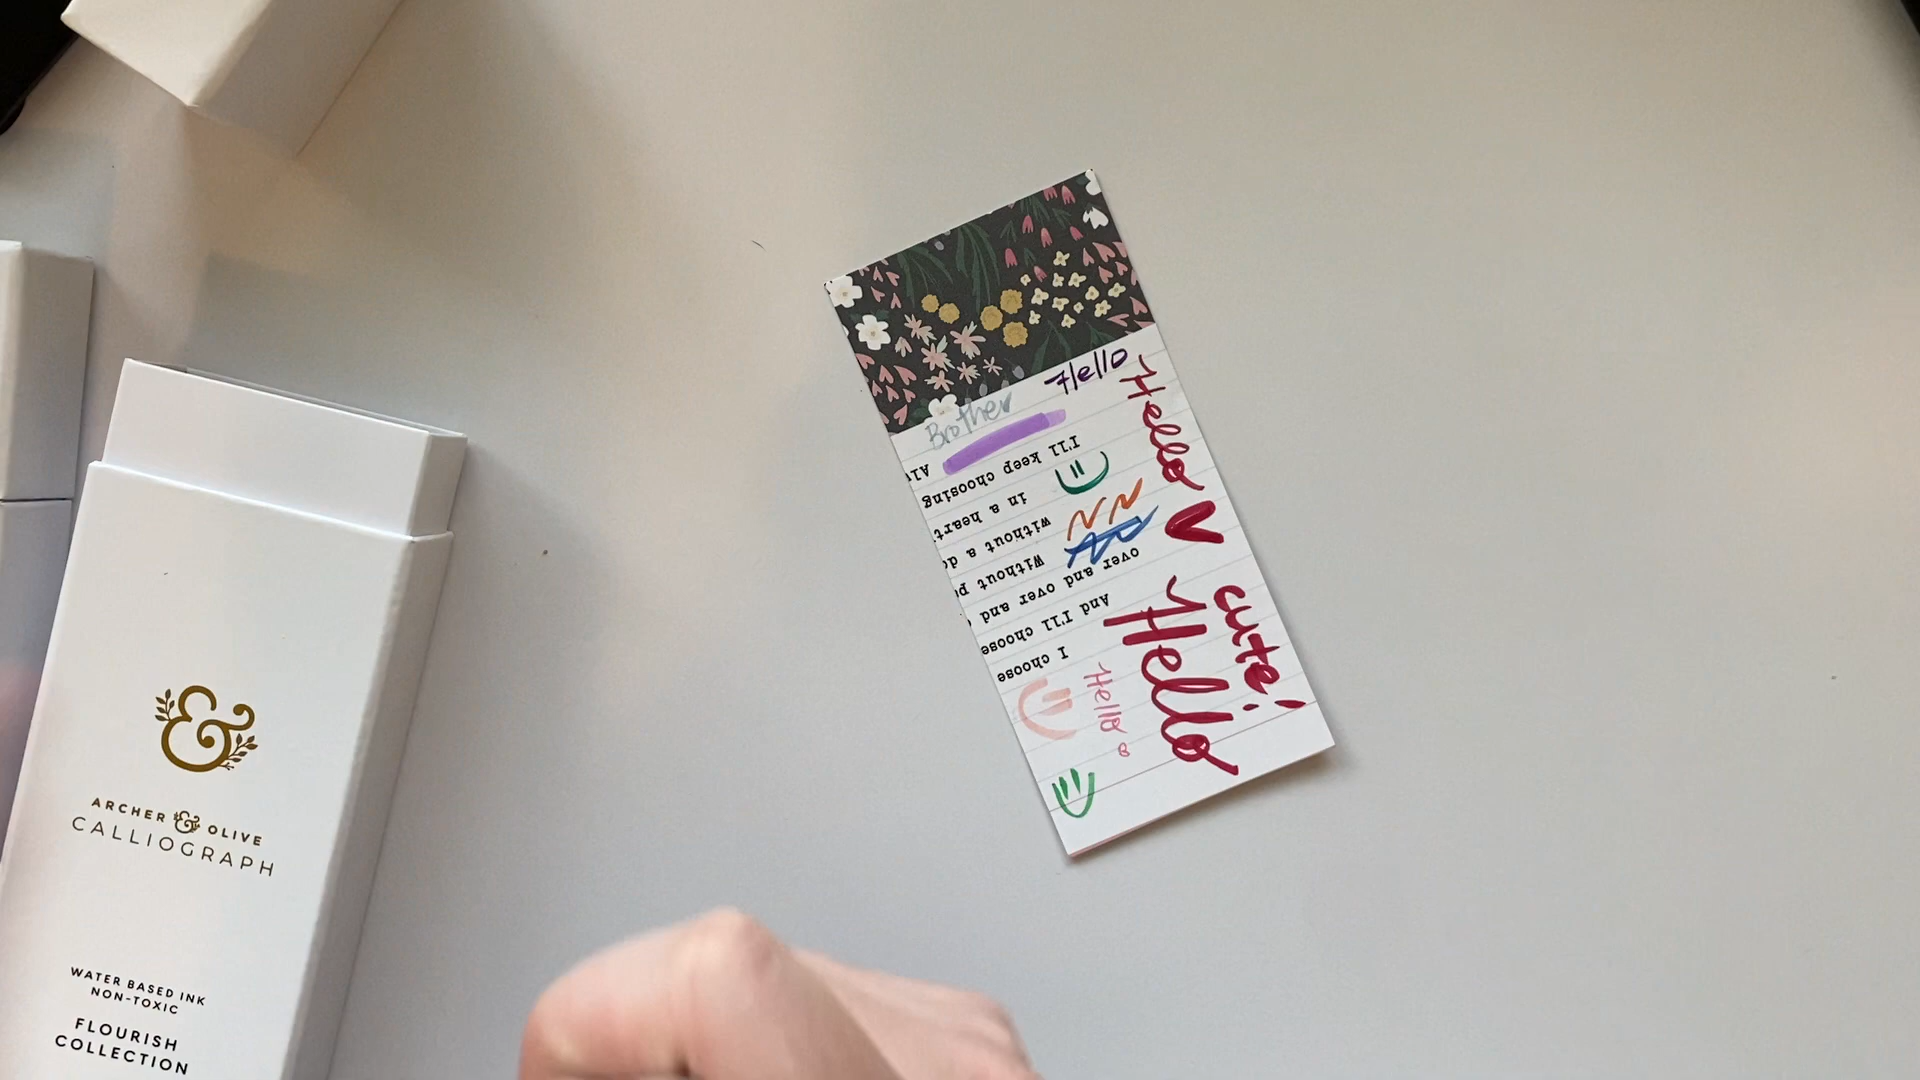 ARCHER & OLIVE
CALLIOGRAPH
WATER BASED INK
NON-TOXIC
FLOURISH
COLLECTION
Hello
Brother
Hello
cute!
Hello
Hello
I choose
And I'll choose
over and over and
Without
without a
in a heart
I'll keep choosing